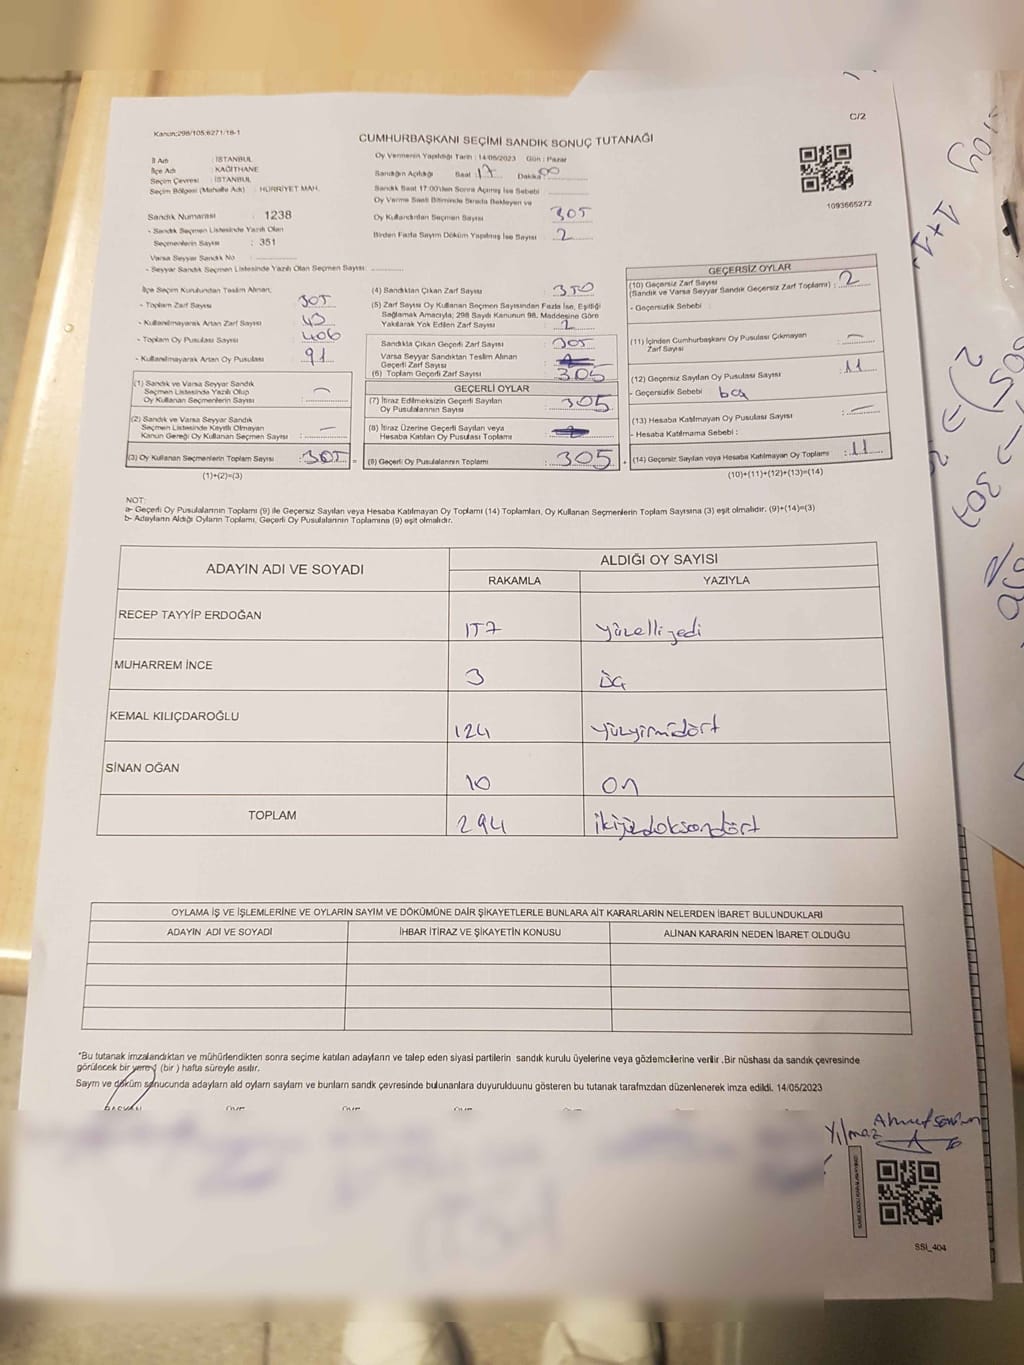 C/2
Kanun:298/105;6271/18-1
CUMHURBAŞKANI SEÇİMİ SANDIK SONUÇ TUTANAĞI
İl Adı : İSTANBUL
İlçe Adı : KAĞITHANE
Seçim Çevresi : İSTANBUL
Seçim Bölgesi (Mahalle Adı) : HÜRRİYET MAH.
Oy Vermenin Yapıldığı Tarih : 14/05/2023 Gün : Pazar
Sandığın Açıldığı Saat : 17 Dakika 00
Sandık Saat 17:00'den Sonra Açılmış İse Sebebi
Oy Verme Saati Bitiminde Sırada Bekleyen ve
Oy Kullandırılan Seçmen Sayısı 305
Birden Fazla Sayım Döküm Yapılmış İse Sayısı 2
1093665272
Sandık Numarası : 1238
- Sandık Seçmen Listesinde Yazılı Olan
Seçmenlerin Sayısı : 351
Varsa Seyyar Sandık No :
- Seyyar Sandık Seçmen Listesinde Yazılı Olan Seçmen Sayısı:
İlçe Seçim Kurulundan Teslim Alınan;
- Toplam Zarf Sayısı 305
- Kullanılmayarak Artan Zarf Sayısı 43
- Toplam Oy Pusulası Sayısı 406
- Kullanılmayarak Artan Oy Pusulası 91
(1) Sandık ve Varsa Seyyar Sandık
Seçmen Listesinde Yazılı Olup
Oy Kullanan Seçmenlerin Sayısı : —
(2) Sandık ve Varsa Seyyar Sandık
Seçmen Listesinde Kayıtlı Olmayan
Kanun Gereği Oy Kullanan Seçmen Sayısı : —
(3) Oy Kullanan Seçmenlerin Toplam Sayısı : 305
(1)+(2)=(3)
(4) Sandıktan Çıkan Zarf Sayısı : 350
(5) Zarf Sayısı Oy Kullanan Seçmen Sayısından Fazla İse, Eşitliği
Sağlamak Amacıyla; 298 Sayılı Kanunun 98. Maddesine Göre
Yakılarak Yok Edilen Zarf Sayısı : 2
Sandıkta Çıkan Geçerli Zarf Sayısı : 305
Varsa Seyyar Sandıktan Teslim Alınan
Geçerli Zarf Sayısı
(6) Toplam Geçerli Zarf Sayısı : 305
GEÇERLİ OYLAR
(7) İtiraz Edilmeksizin Geçerli Sayılan
Oy Pusulalarının Sayısı : 305
(8) İtiraz Üzerine Geçerli Sayılan veya
Hesaba Katılan Oy Pusulası Toplamı :
(9) Geçerli Oy Pusulalarının Toplamı : 305
GEÇERSİZ OYLAR
(10) Geçersiz Zarf Sayısı
(Sandık ve Varsa Seyyar Sandık Geçersiz Zarf Toplamı) : 2
- Geçersizlik Sebebi :
(11) İçinden Cumhurbaşkanı Oy Pusulası Çıkmayan
Zarf Sayısı : —
(12) Geçersiz Sayılan Oy Pusulası Sayısı : 11
- Geçersizlik Sebebi : boş
(13) Hesaba Katılmayan Oy Pusulası Sayısı : —
- Hesaba Katılmama Sebebi :
(14) Geçersiz Sayılan veya Hesaba Katılmayan Oy Toplamı : 11
(10)+(11)+(12)+(13)=(14)
NOT:
a- Geçerli Oy Pusulalarının Toplamı (9) ile Geçersiz Sayılan veya Hesaba Katılmayan Oy Toplamı (14) Toplamları, Oy Kullanan Seçmenlerin Toplam Sayısına (3) eşit olmalıdır. (9)+(14)=(3)
b- Adayların Aldığı Oyların Toplamı, Geçerli Oy Pusulalarının Toplamına (9) eşit olmalıdır.
ADAYIN ADI VE SOYADI ALDIĞI OY SAYISI
RAKAMLA YAZIYLA
RECEP TAYYİP ERDOĞAN 157 yüzelliyedi
MUHARREM İNCE 3 üç
KEMAL KILIÇDAROĞLU 124 yüzyirmidört
SİNAN OĞAN 10 on
TOPLAM 294 ikiyüzdoksandört
OYLAMA İŞ VE İŞLEMLERİNE VE OYLARIN SAYIM VE DÖKÜMÜNE DAİR ŞİKAYETLERLE BUNLARA AİT KARARLARIN NELERDEN İBARET BULUNDUKLARI
ADAYIN ADI VE SOYADI İHBAR İTİRAZ VE ŞİKAYETİN KONUSU ALINAN KARARIN NEDEN İBARET OLDUĞU
*Bu tutanak imzalandıktan ve mühürlendikten sonra seçime katılan adayların ve talep eden siyasi partilerin sandık kurulu üyelerine veya gözlemcilerine verilir .Bir nüshası da sandık çevresinde
görülecek bir yere 1 (bir ) hafta süreyle asılır.
Sayım ve döküm sonucunda adayların aldı oyların sayları ve bunların sandk çevresinde bulunanlara duyurulduunu gösteren bu tutanak tarafmzdan düzenlenerek imza edildi. 14/05/2023
BAŞKAN ÜYE ÜYE ÜYE ÜYE ÜYE
Yılmaz Ahmet
SSİ_404